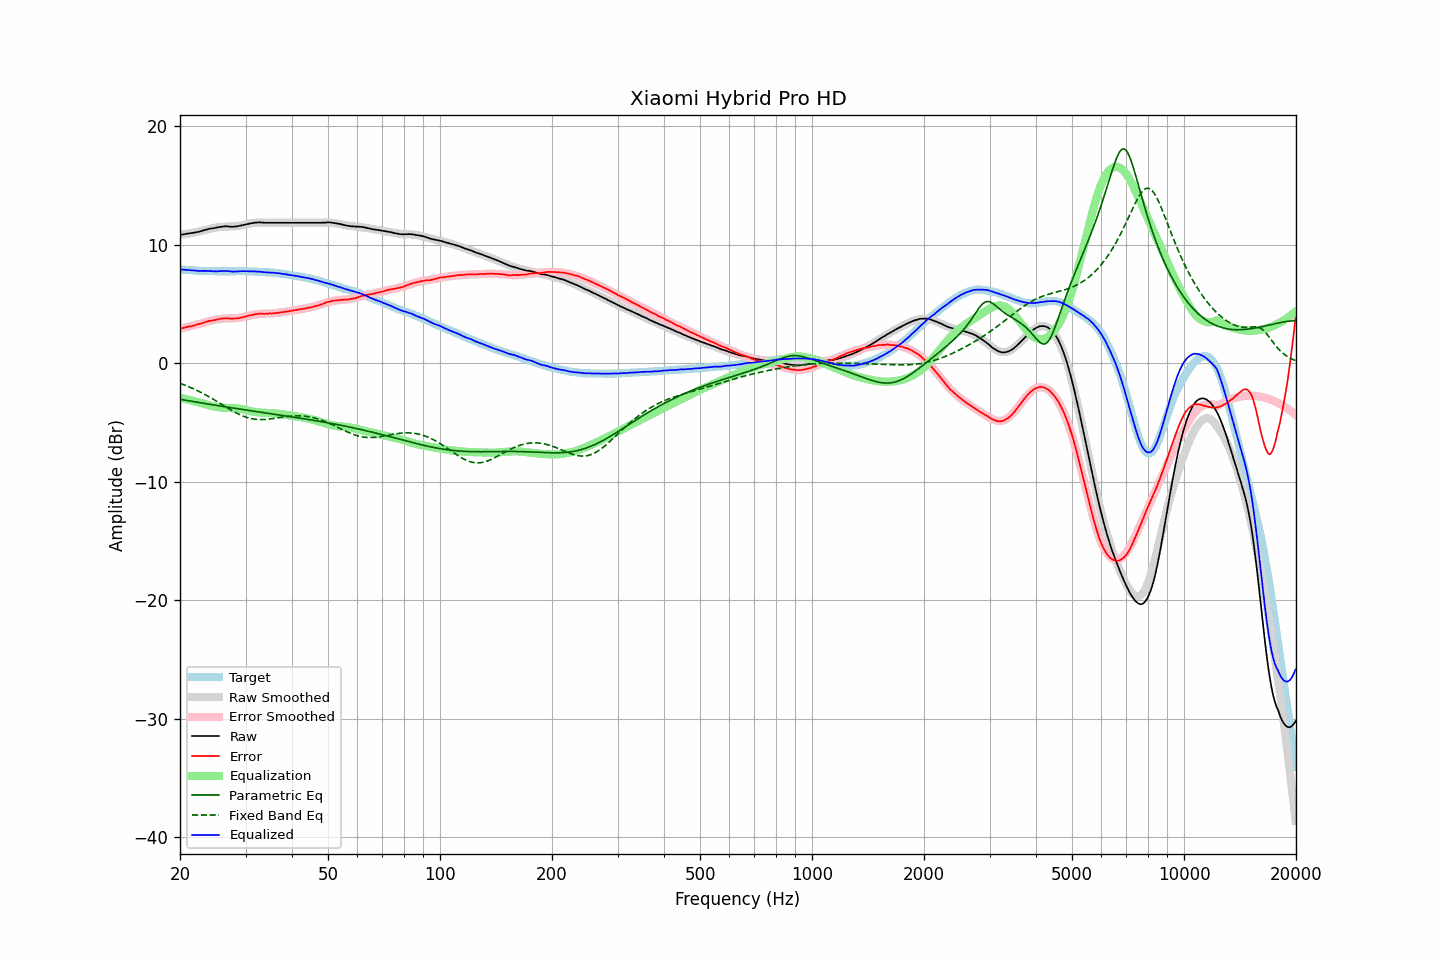 Xiaomi Hybrid Pro HD
20
10
0
−10
−20
−30
−40
Amplitude (dBr)
Target
Raw Smoothed
Error Smoothed
Raw
Error
Equalization
Parametric Eq
Fixed Band Eq
Equalized
20 50 100 200 500 1000 2000 5000 10000 20000
Frequency (Hz)